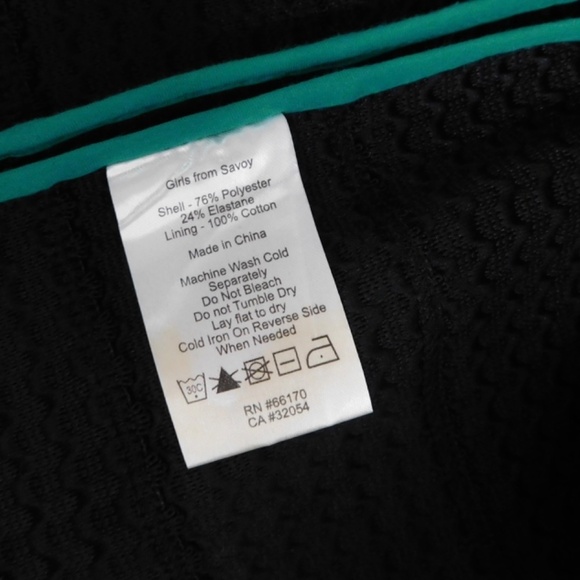 Girls from Savoy
Shell - 76% Polyester
24% Elastane
Lining - 100% Cotton
Made in China
Machine Wash Cold
Separately
Do Not Bleach
Do not Tumble Dry
Lay flat to dry
Cold Iron On Reverse Side
When Needed
30C
RN #66170
CA #32054